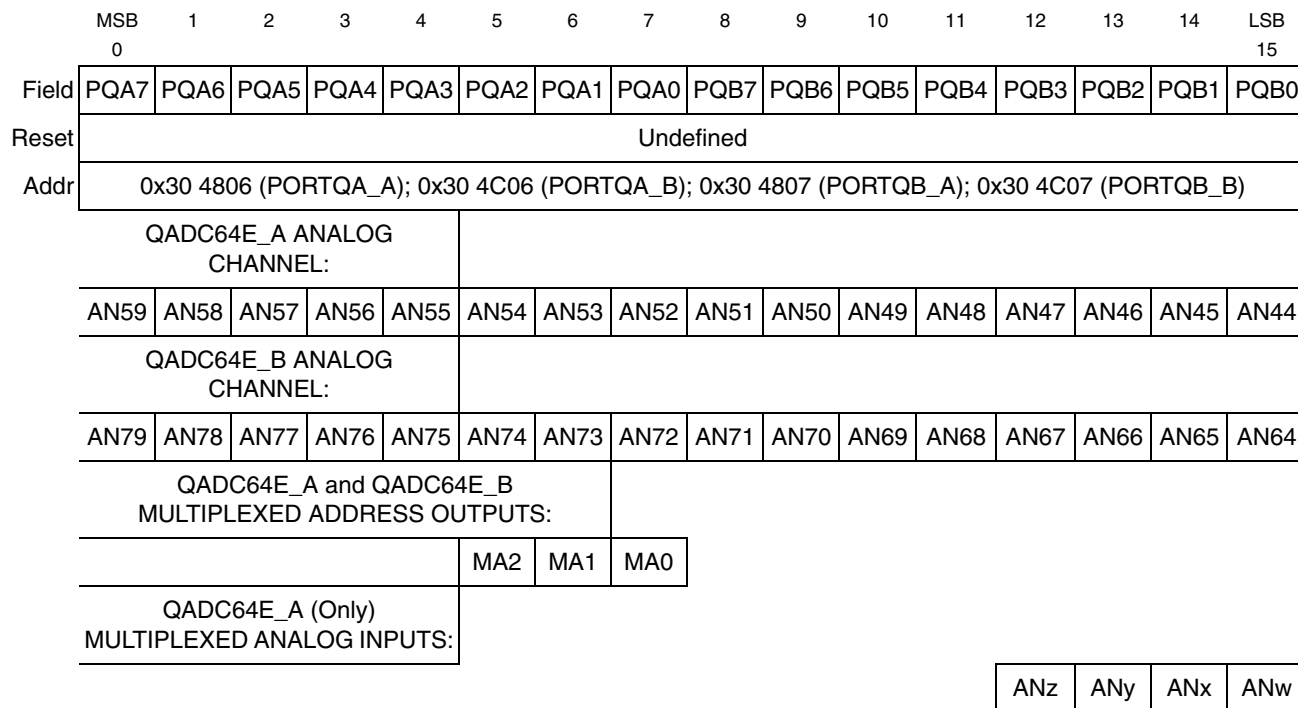 MSB 1 2 3 4 5 6 7 8 9 10 11 12 13 14 LSB
0 15
Field PQA7 PQA6 PQA5 PQA4 PQA3 PQA2 PQA1 PQA0 PQB7 PQB6 PQB5 PQB4 PQB3 PQB2 PQB1 PQB0
Reset Undefined
Addr 0x30 4806 (PORTQA_A); 0x30 4C06 (PORTQA_B); 0x30 4807 (PORTQB_A); 0x30 4C07 (PORTQB_B)
QADC64E_A ANALOG
CHANNEL:
AN59 AN58 AN57 AN56 AN55 AN54 AN53 AN52 AN51 AN50 AN49 AN48 AN47 AN46 AN45 AN44
QADC64E_B ANALOG
CHANNEL:
AN79 AN78 AN77 AN76 AN75 AN74 AN73 AN72 AN71 AN70 AN69 AN68 AN67 AN66 AN65 AN64
QADC64E_A and QADC64E_B
MULTIPLEXED ADDRESS OUTPUTS:
MA2 MA1 MA0
QADC64E_A (Only)
MULTIPLEXED ANALOG INPUTS:
ANz ANy ANx ANw